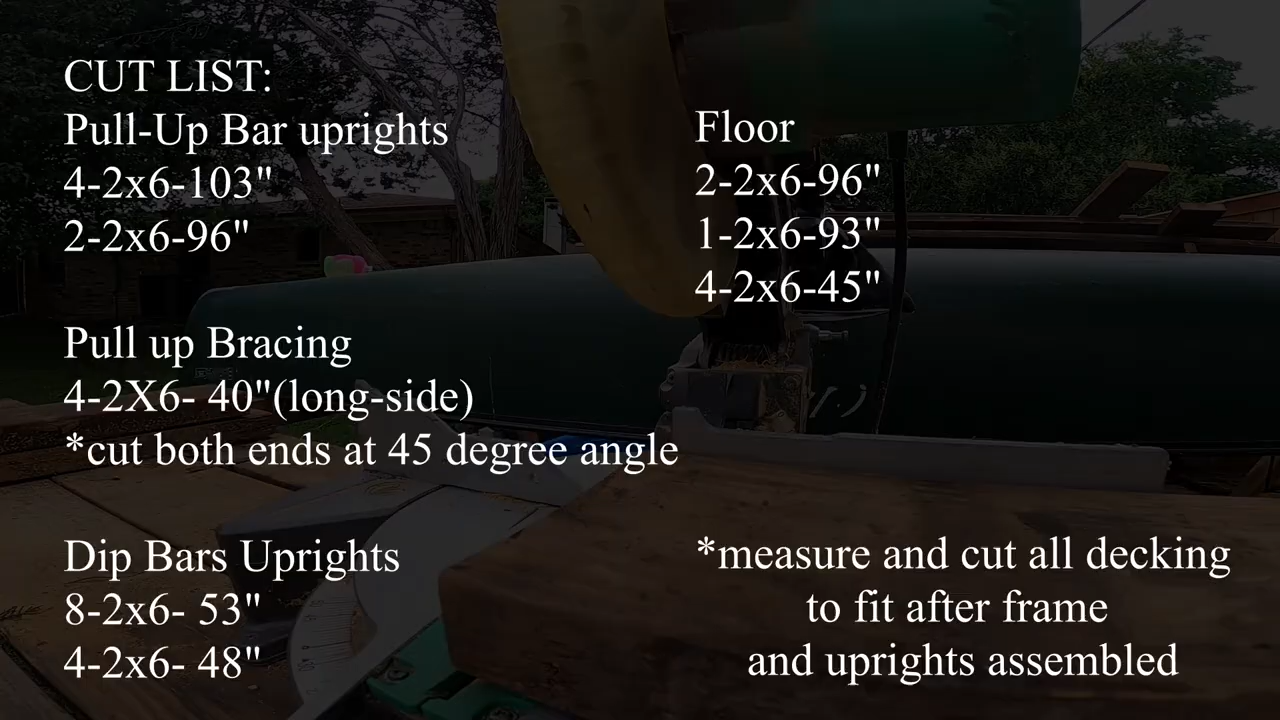 CUT LIST:
Pull-Up Bar uprights
4-2x6-103"
2-2x6-96"
Pull up Bracing
4-2X6- 40"(long-side)
*cut both ends at 45 degree angle
Dip Bars Uprights
8-2x6- 53"
4-2x6- 48"
Floor
2-2x6-96"
1-2x6-93"
4-2x6-45"
*measure and cut all decking
to fit after frame
and uprights assembled